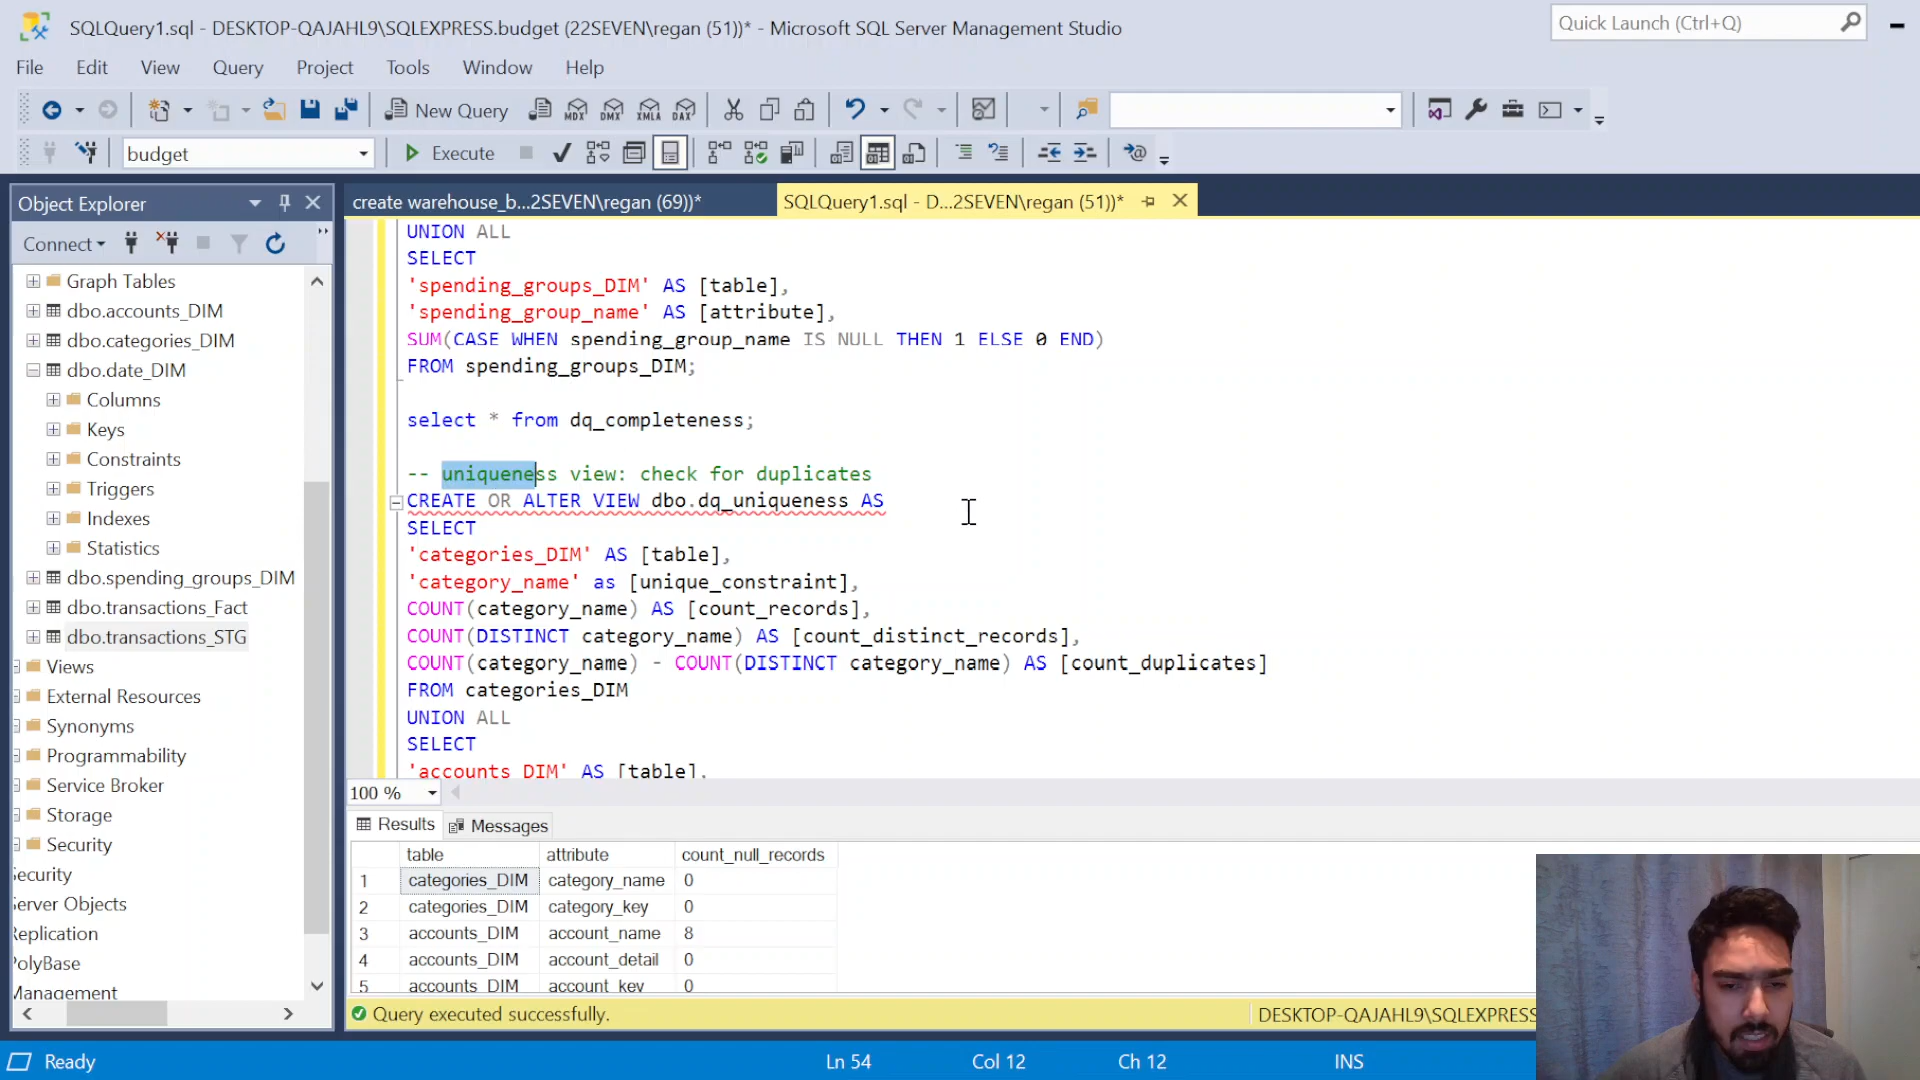 SQLQuery1.sql - DESKTOP-QAJAHL9\SQLEXPRESS.budget (22SEVEN\regan (51))* - Microsoft SQL Server Management Studio
Quick Launch (Ctrl+Q)
File Edit View Query Project Tools Window Help
New Query MDX DMX XMLA DAX
budget Execute
Object Explorer
create warehouse_b...2SEVEN\regan (69))*
SQLQuery1.sql - D...2SEVEN\regan (51))*
Connect
Graph Tables
dbo.accounts_DIM
dbo.categories_DIM
dbo.date_DIM
Columns
Keys
Constraints
Triggers
Indexes
Statistics
dbo.spending_groups_DIM
dbo.transactions_Fact
dbo.transactions_STG
Views
External Resources
Synonyms
Programmability
Service Broker
Storage
Security
Security
Server Objects
Replication
PolyBase
Management
UNION ALL
SELECT
'spending_groups_DIM' AS [table],
'spending_group_name' AS [attribute],
SUM(CASE WHEN spending_group_name IS NULL THEN 1 ELSE 0 END)
FROM spending_groups_DIM;
select * from dq_completeness;
-- uniqueness view: check for duplicates
CREATE OR ALTER VIEW dbo.dq_uniqueness AS
SELECT
'categories_DIM' AS [table],
'category_name' as [unique_constraint],
COUNT(category_name) AS [count_records],
COUNT(DISTINCT category_name) AS [count_distinct_records],
COUNT(category_name) - COUNT(DISTINCT category_name) AS [count_duplicates]
FROM categories_DIM
UNION ALL
SELECT
'accounts_DIM' AS [table],
100 %
Results Messages
table attribute count_null_records
1 categories_DIM category_name 0
2 categories_DIM category_key 0
3 accounts_DIM account_name 8
4 accounts_DIM account_detail 0
5 accounts_DIM account_key 0
Query executed successfully.
DESKTOP-QAJAHL9\SQLEXPRESS
Ready Ln 54 Col 12 Ch 12 INS